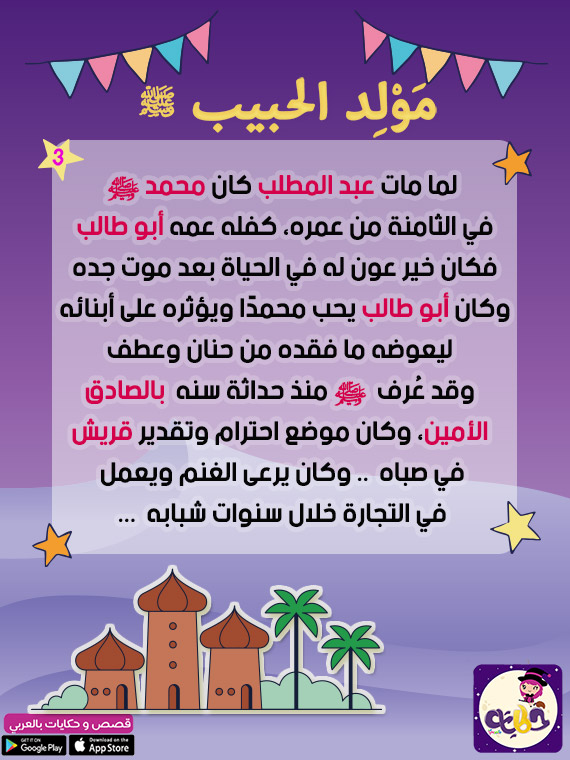 مَوْلِد الحبيب ﷺ
3
لما مات عبد المطلب كان محمد ﷺ
في الثامنة من عمره، كفله عمه أبو طالب
فكان خير عون له في الحياة بعد موت جده
وكان أبو طالب يحب محمدًا ويؤثره على أبنائه
ليعوضه ما فقده من حنان وعطف
وقد عُرف ﷺ منذ حداثة سنه بالصادق
الأمين، وكان موضع احترام وتقدير قريش
في صباه .. وكان يرعى الغنم ويعمل
في التجارة خلال سنوات شبابه ...
قصص و حكايات بالعربي
GET IT ON
Google Play
Download on the
App Store